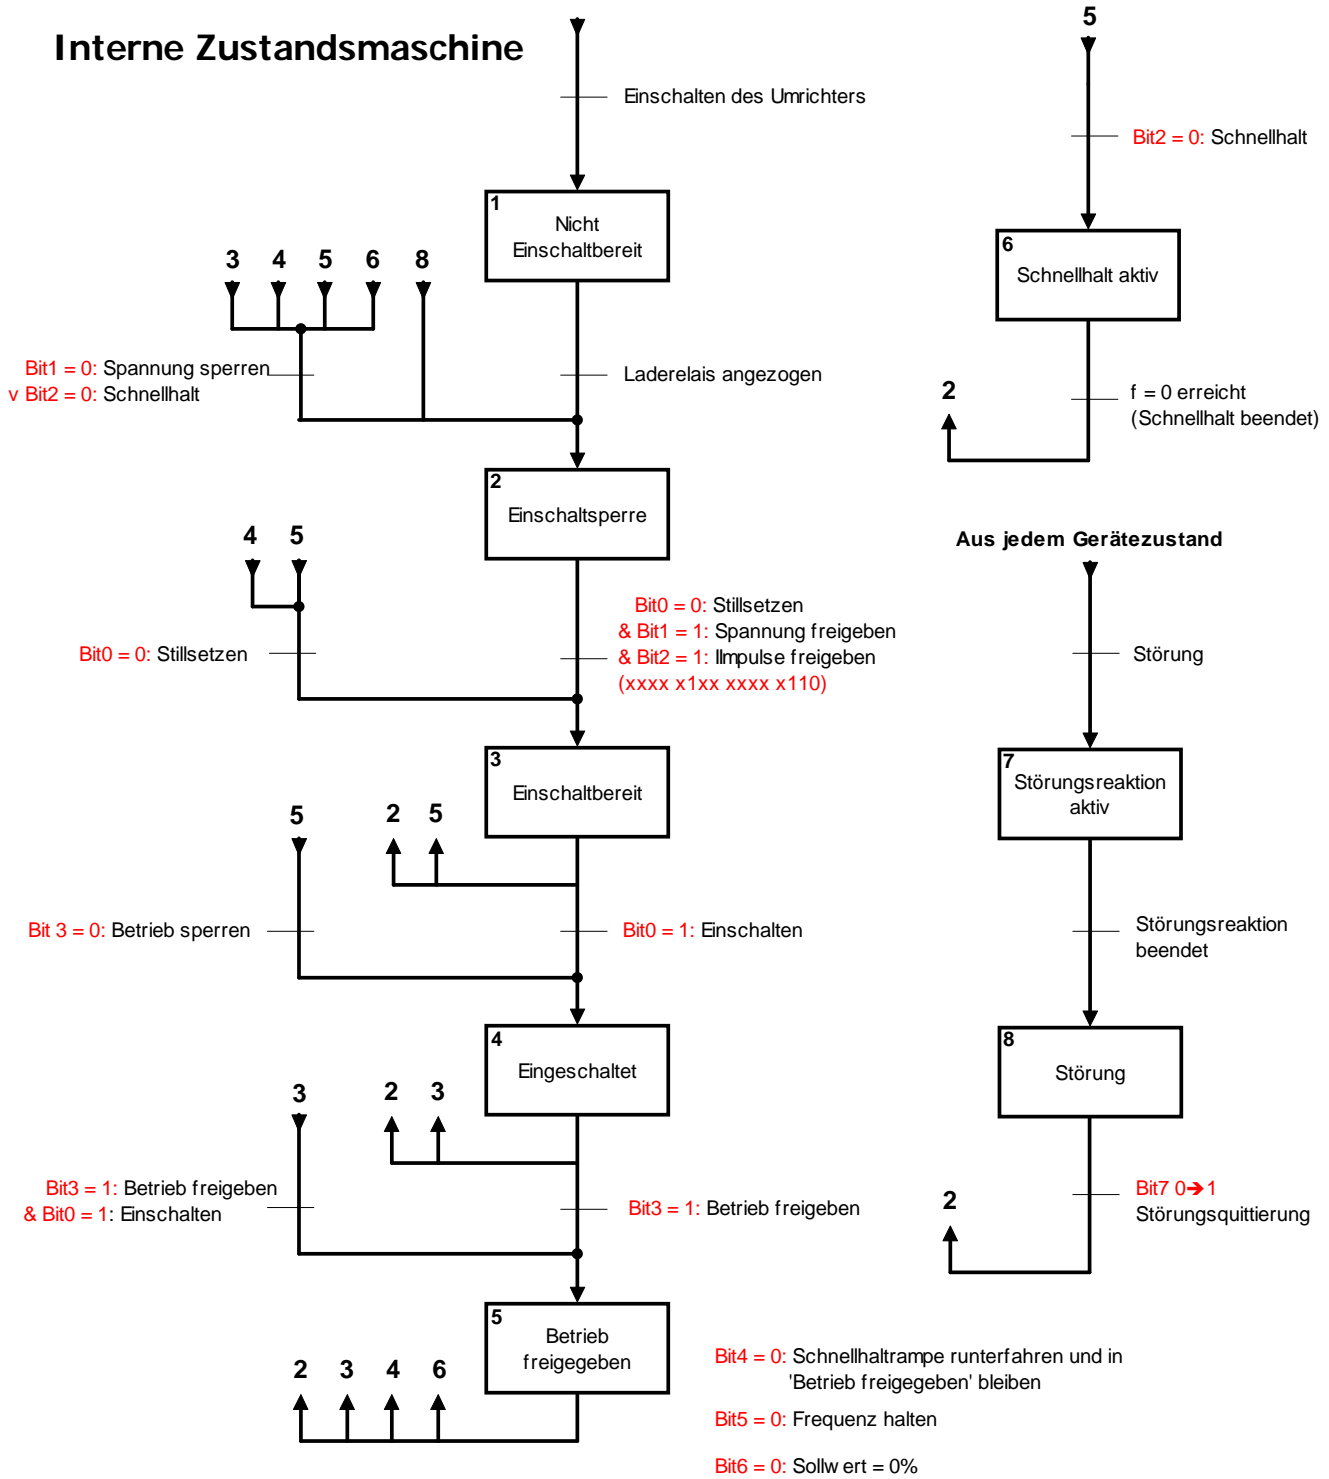 Interne Zustandsmaschine
Einschalten des Umrichters
1
Nicht
Einschaltbereit
3 4 5 6 8
Bit1 = 0: Spannung sperren
v Bit2 = 0: Schnellhalt
Laderelais angezogen
2
Einschaltsperre
4 5
Bit0 = 0: Stillsetzen
Bit0 = 0: Stillsetzen
& Bit1 = 1: Spannung freigeben
& Bit2 = 1: IImpulse freigeben
(xxxx x1xx xxxx x110)
3
Einschaltbereit
5
2 5
Bit 3 = 0: Betrieb sperren
Bit0 = 1: Einschalten
4
Eingeschaltet
3
2 3
Bit3 = 1: Betrieb freigeben
& Bit0 = 1: Einschalten
Bit3 = 1: Betrieb freigeben
5
Betrieb
freigegeben
2 3 4 6
5
Bit2 = 0: Schnellhalt
6
Schnellhalt aktiv
2
f = 0 erreicht
(Schnellhalt beendet)
Aus jedem Gerätezustand
Störung
7
Störungsreaktion
aktiv
Störungsreaktion
beendet
8
Störung
2
Bit7 0➔1
Störungsquittierung
Bit4 = 0: Schnellhaltrampe runterfahren und in
'Betrieb freigegeben' bleiben
Bit5 = 0: Frequenz halten
Bit6 = 0: Sollw ert = 0%